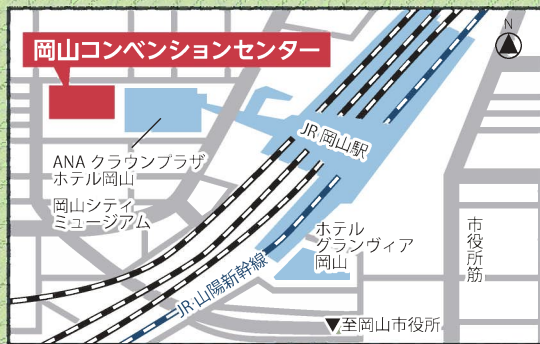 N
岡山コンベンションセンター
JR 岡山駅
ANA クラウンプラザ
ホテル岡山
岡山シティ
ミュージアム
ホテル
グランヴィア
岡山
市役所筋
JR・山陽新幹線
▼至岡山市役所